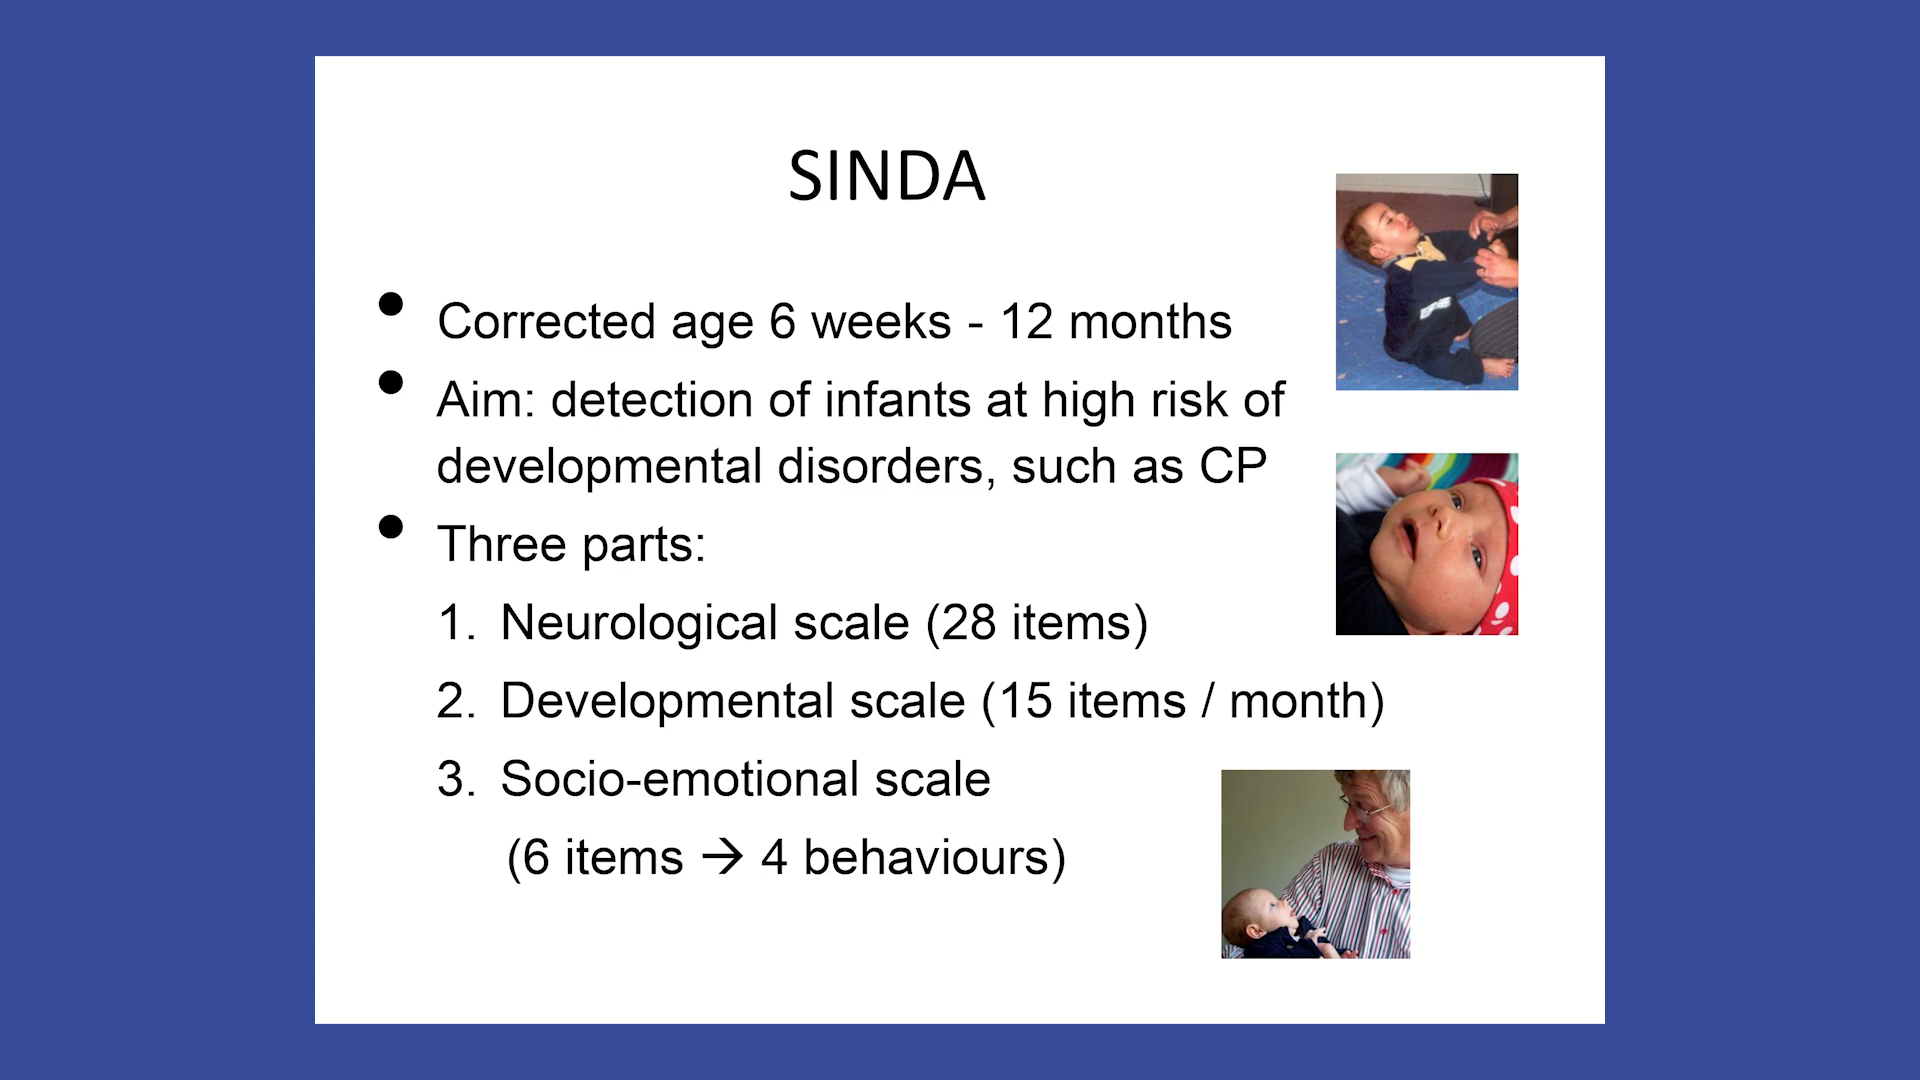 SINDA
• Corrected age 6 weeks - 12 months
• Aim: detection of infants at high risk of
developmental disorders, such as CP
• Three parts:
1. Neurological scale (28 items)
2. Developmental scale (15 items / month)
3. Socio-emotional scale
(6 items → 4 behaviours)